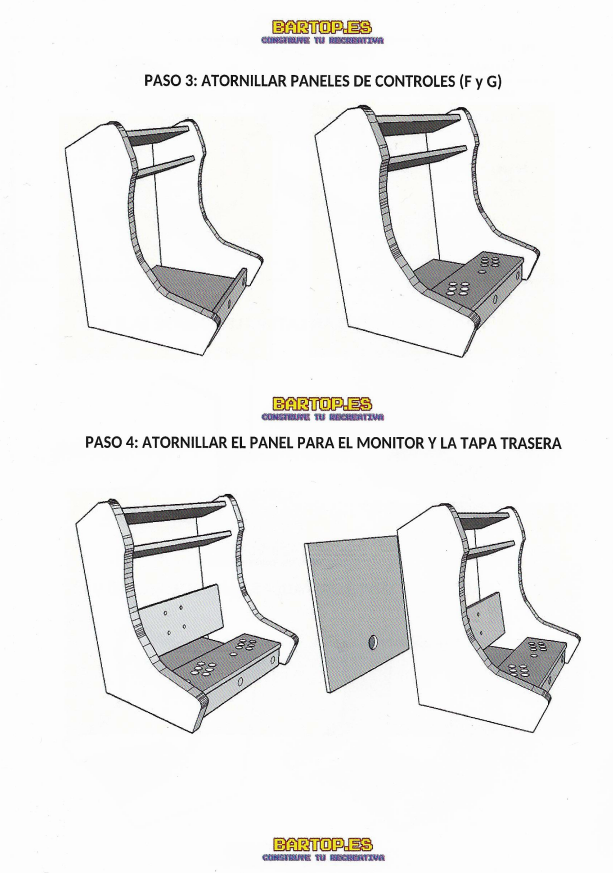 BARTOP.ES
CONSTRUYE TU RECREATIVA
PASO 3: ATORNILLAR PANELES DE CONTROLES (F y G)
BARTOP.ES
CONSTRUYE TU RECREATIVA
PASO 4: ATORNILLAR EL PANEL PARA EL MONITOR Y LA TAPA TRASERA
BARTOP.ES
CONSTRUYE TU RECREATIVA